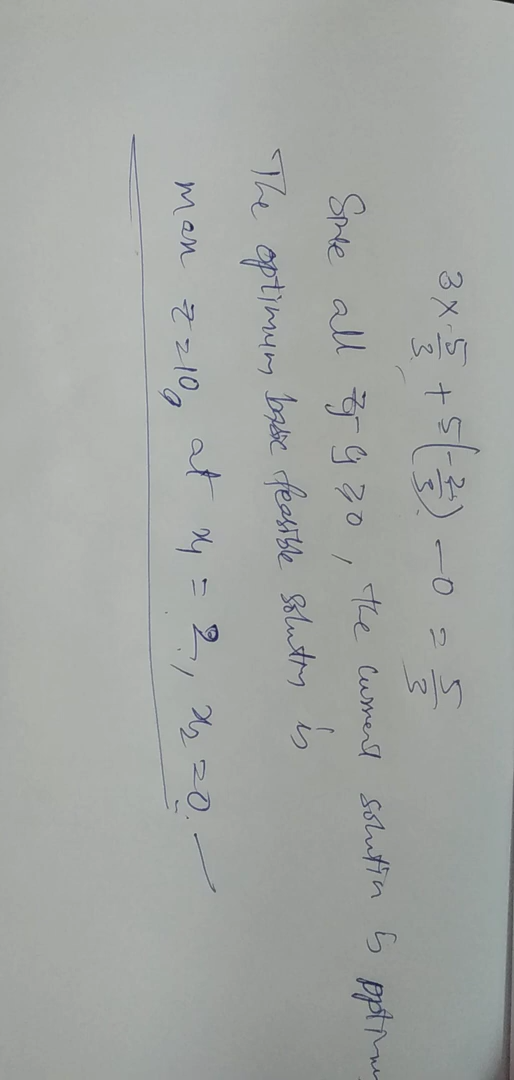 3 × 5/3 + 5(-2/3) - 0 = 5/3
Since all zj - cj ≥ 0, the current solution is optimu
The optimum basic feasible solution is
max z = 10, at x1 = 2, x2 = 0.